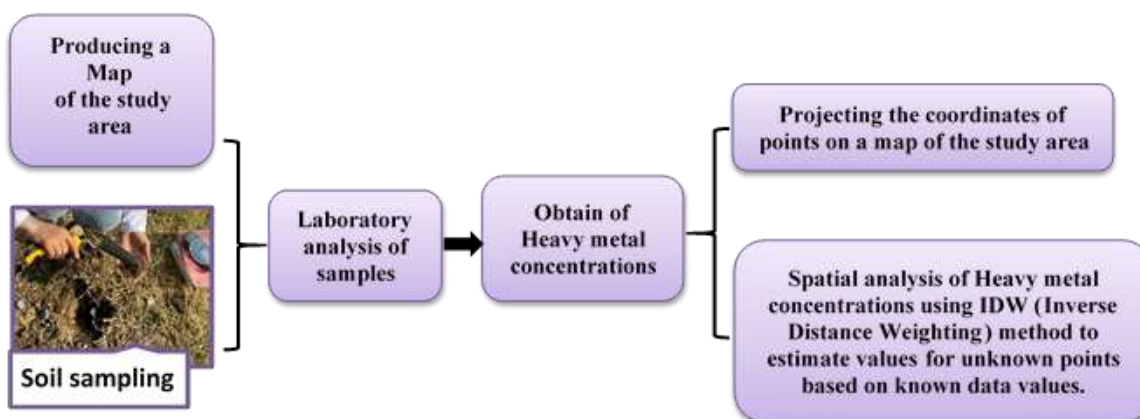 Producing a
Map
of the study
area
Soil sampling
Laboratory
analysis of
samples
Obtain of
Heavy metal
concentrations
Projecting the coordinates of
points on a map of the study area
Spatial analysis of Heavy metal
concentrations using IDW (Inverse
Distance Weighting) method to
estimate values for unknown points
based on known data values.